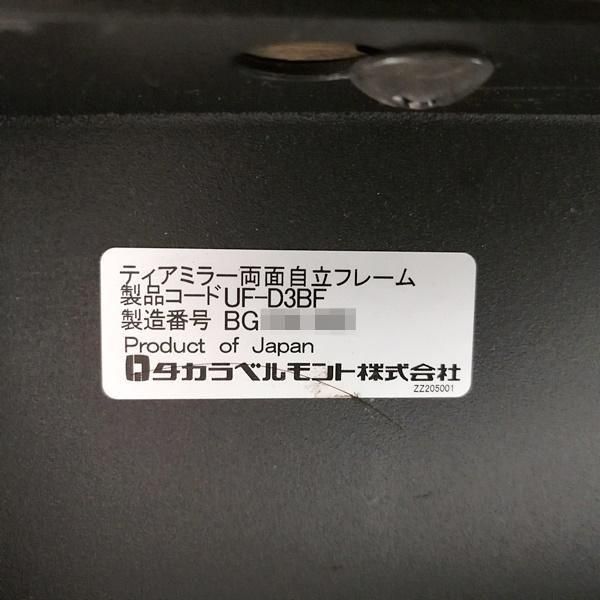 ティアミラー両面自立フレーム
製品コードUF-D3BF
製造番号 BG
Product of Japan
タカラベルモント株式会社
ZZ205001